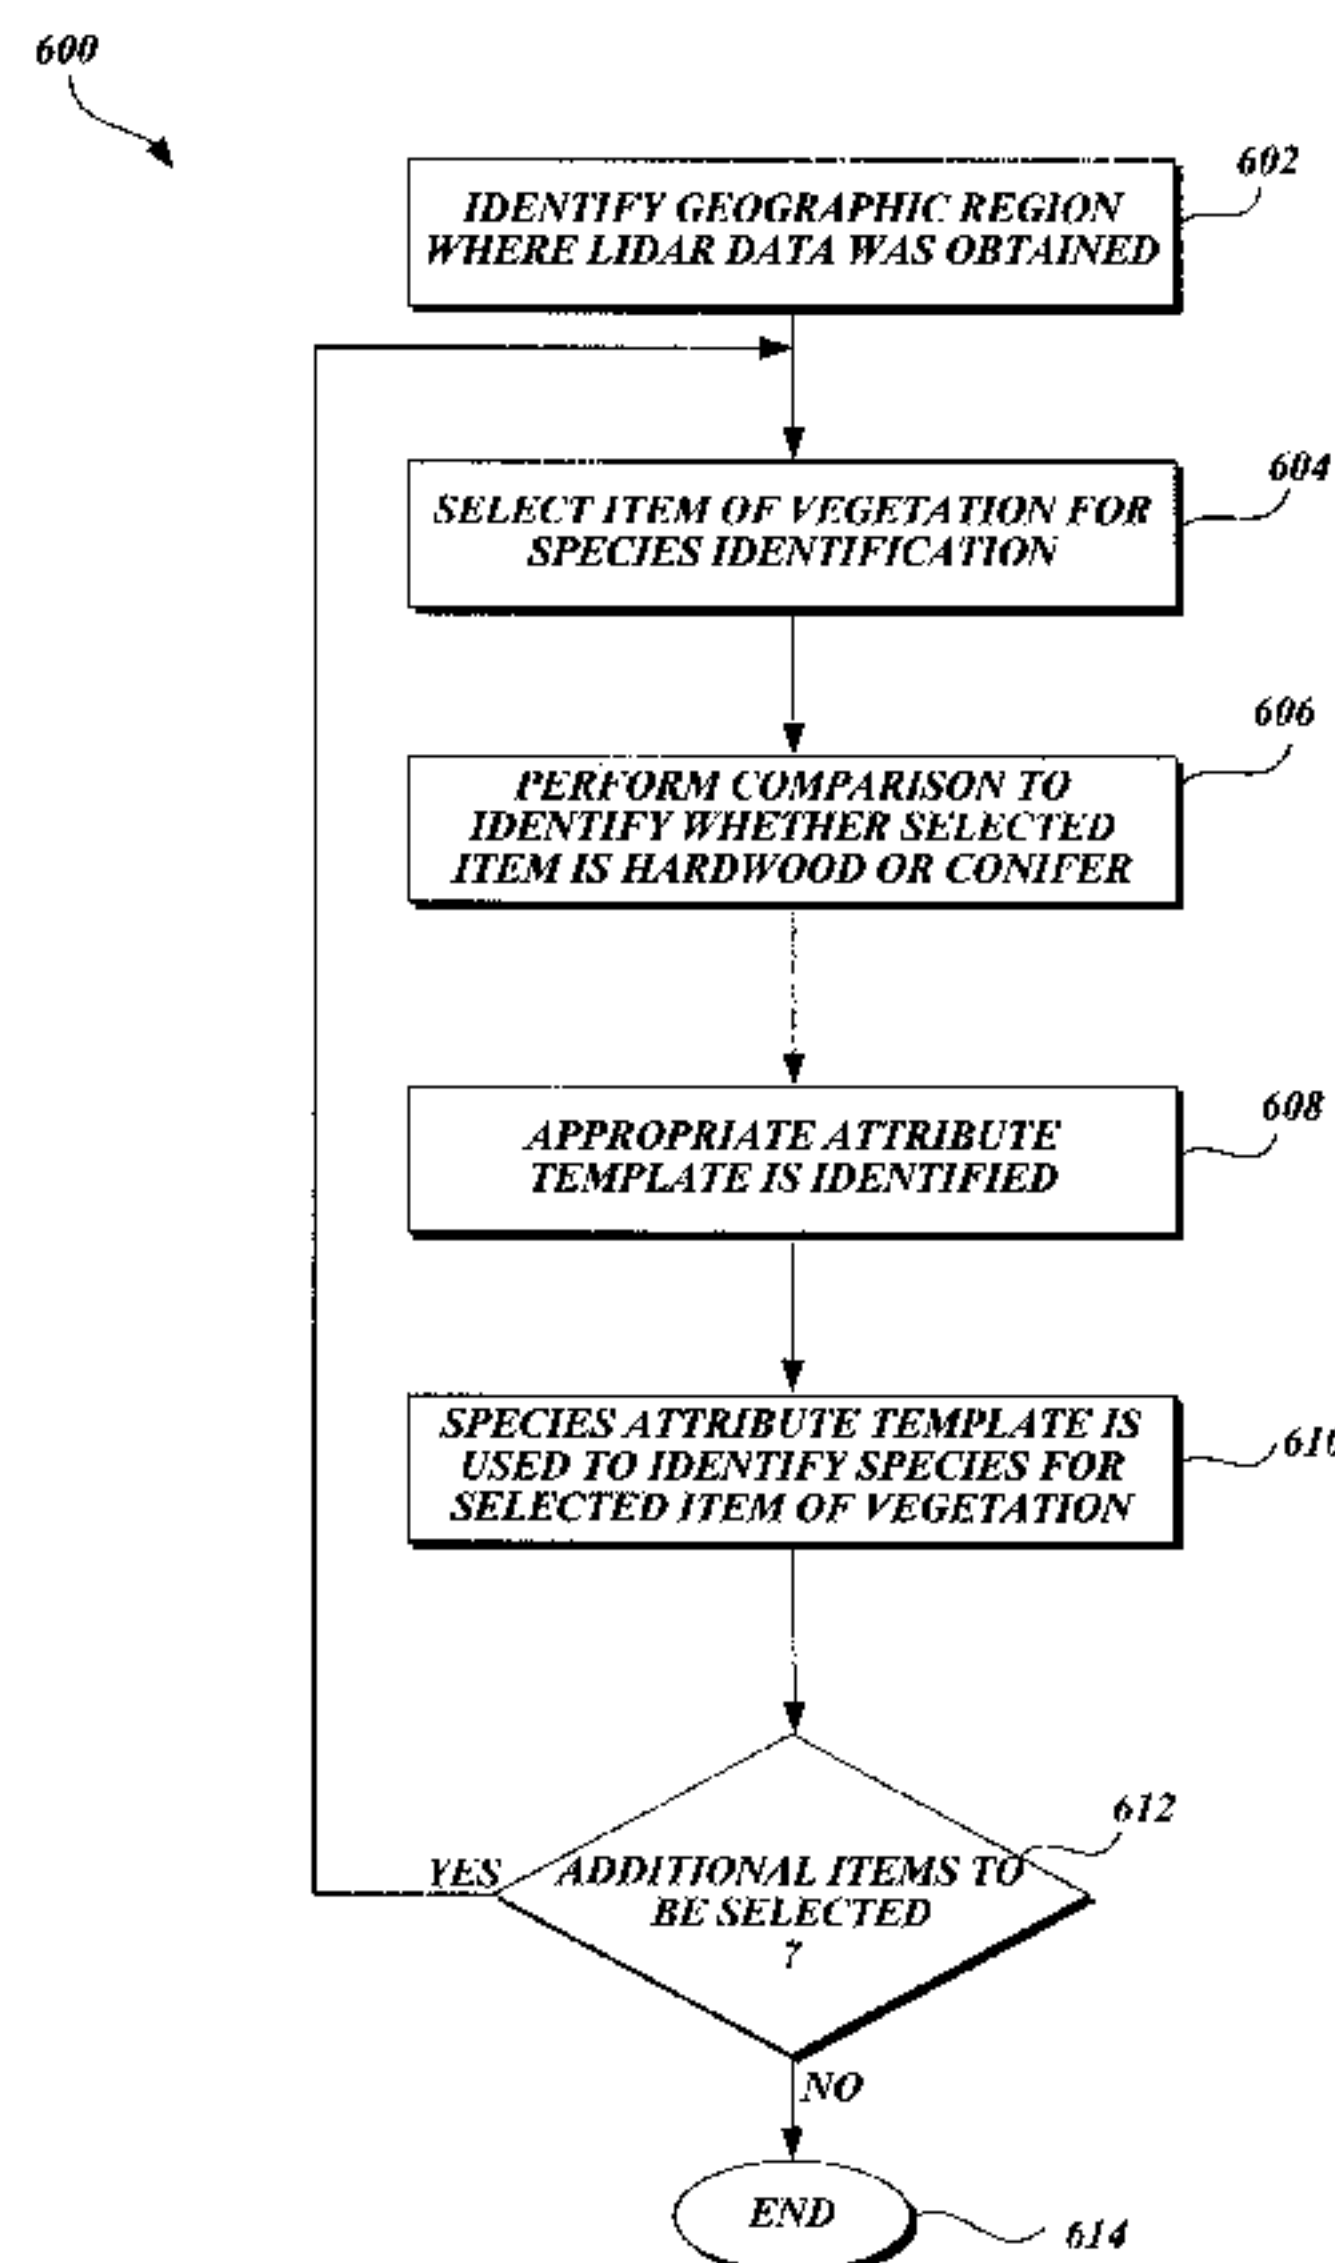 600
602
IDENTIFY GEOGRAPHIC REGION
WHERE LIDAR DATA WAS OBTAINED
604
SELECT ITEM OF VEGETATION FOR
SPECIES IDENTIFICATION
606
PERFORM COMPARISON TO
IDENTIFY WHETHER SELECTED
ITEM IS HARDWOOD OR CONIFER
608
APPROPRIATE ATTRIBUTE
TEMPLATE IS IDENTIFIED
SPECIES ATTRIBUTE TEMPLATE IS
USED TO IDENTIFY SPECIES FOR
SELECTED ITEM OF VEGETATION
610
612
YES
ADDITIONAL ITEMS TO
BE SELECTED
?
NO
END
614